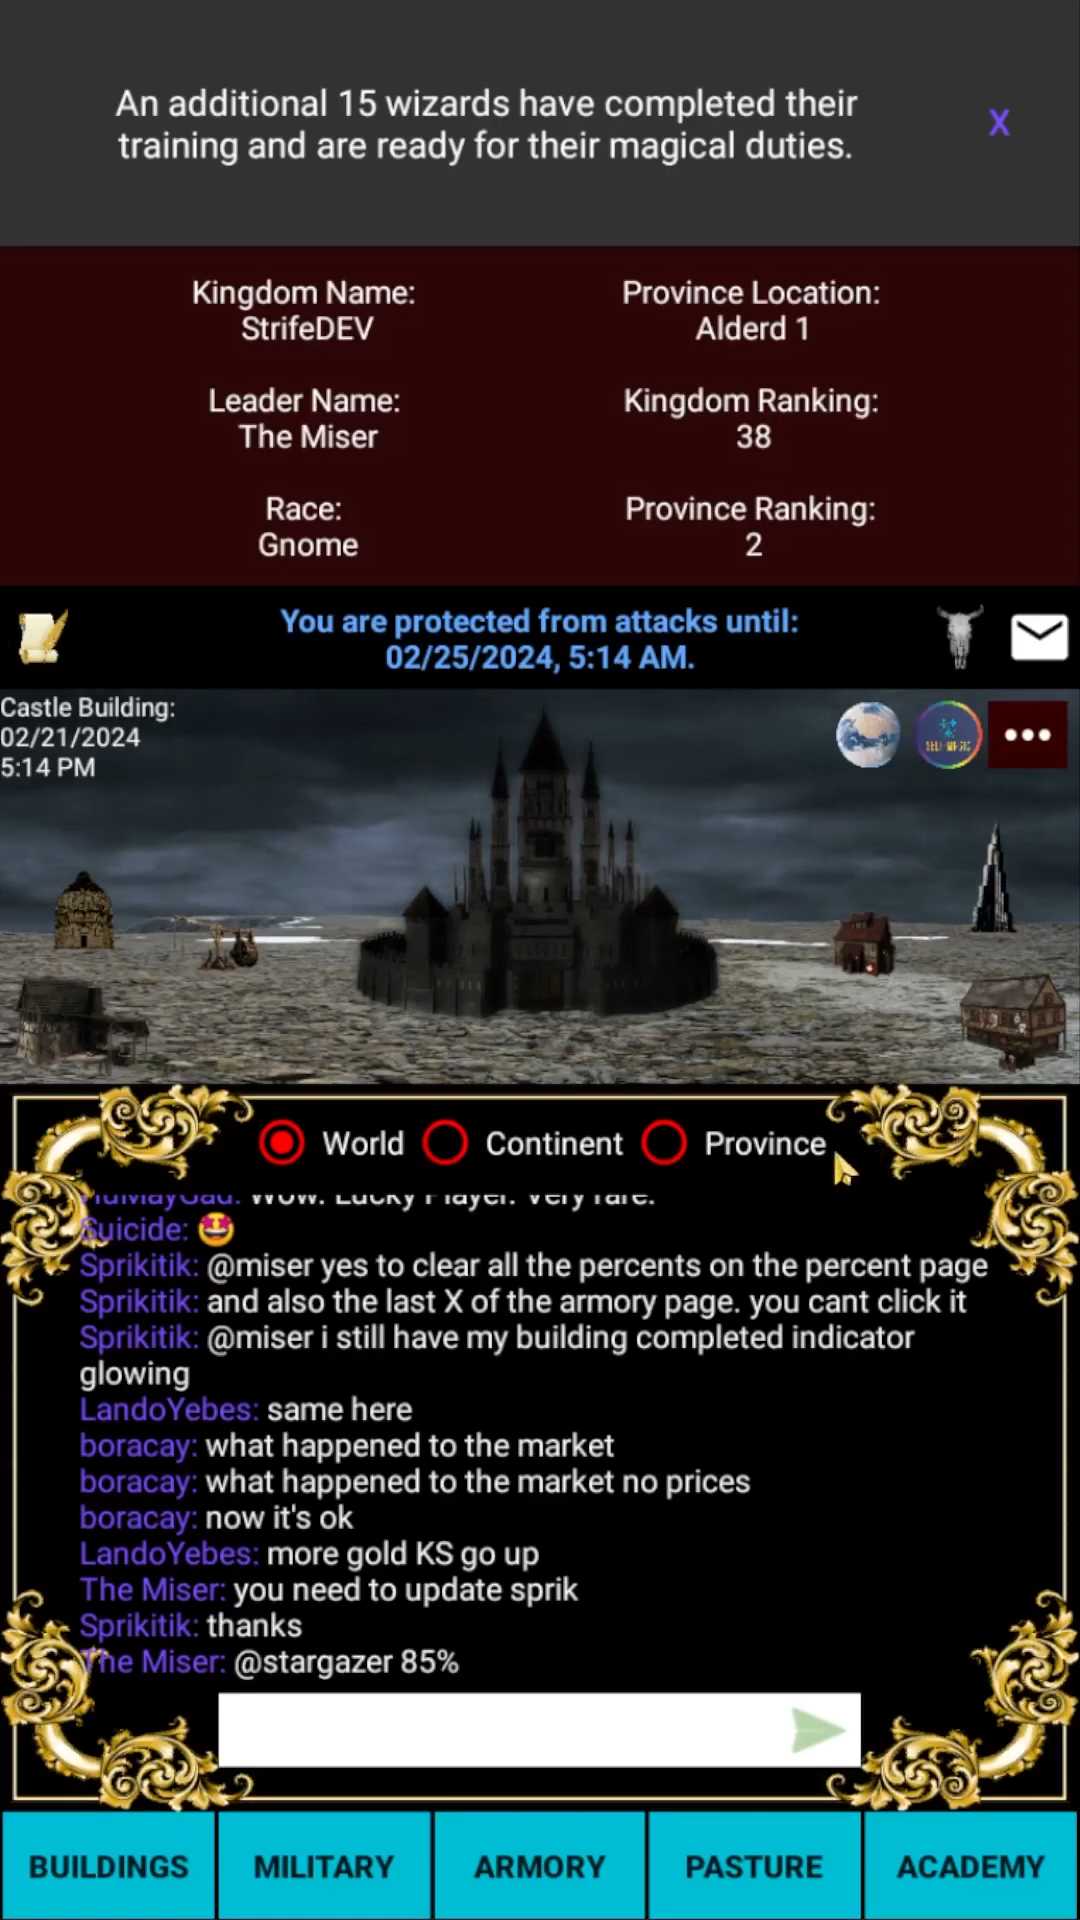 An additional 15 wizards have completed their
training and are ready for their magical duties.
X
Kingdom Name:
StrifeDEV
Province Location:
Alderd 1
Leader Name:
The Miser
Kingdom Ranking:
38
Race:
Gnome
Province Ranking:
2
You are protected from attacks until:
02/25/2024, 5:14 AM.
Castle Building:
02/21/2024
5:14 PM
World
Continent
Province
Wow. Lucky Player. Very rare.
Suicide: 🤩
Sprikitik: @miser yes to clear all the percents on the percent page
Sprikitik: and also the last X of the armory page. you cant click it
Sprikitik: @miser i still have my building completed indicator
glowing
LandoYebes: same here
boracay: what happened to the market
boracay: what happened to the market no prices
boracay: now it's ok
LandoYebes: more gold KS go up
The Miser: you need to update sprik
Sprikitik: thanks
The Miser: @stargazer 85%
BUILDINGS
MILITARY
ARMORY
PASTURE
ACADEMY